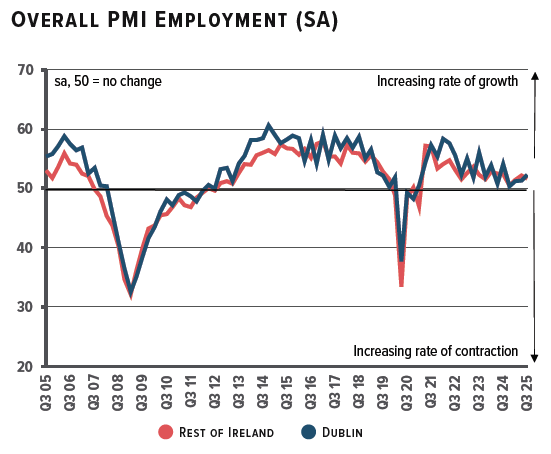 OVERALL PMI EMPLOYMENT (SA)
70
sa, 50 = no change
Increasing rate of growth
60
50
40
30
Increasing rate of contraction
20
Q3 05
Q3 06
Q3 07
Q3 08
Q3 09
Q3 10
Q3 11
Q3 12
Q3 13
Q3 14
Q3 15
Q3 16
Q3 17
Q3 18
Q3 19
Q3 20
Q3 21
Q3 22
Q3 23
Q3 24
Q3 25
REST OF IRELAND
DUBLIN